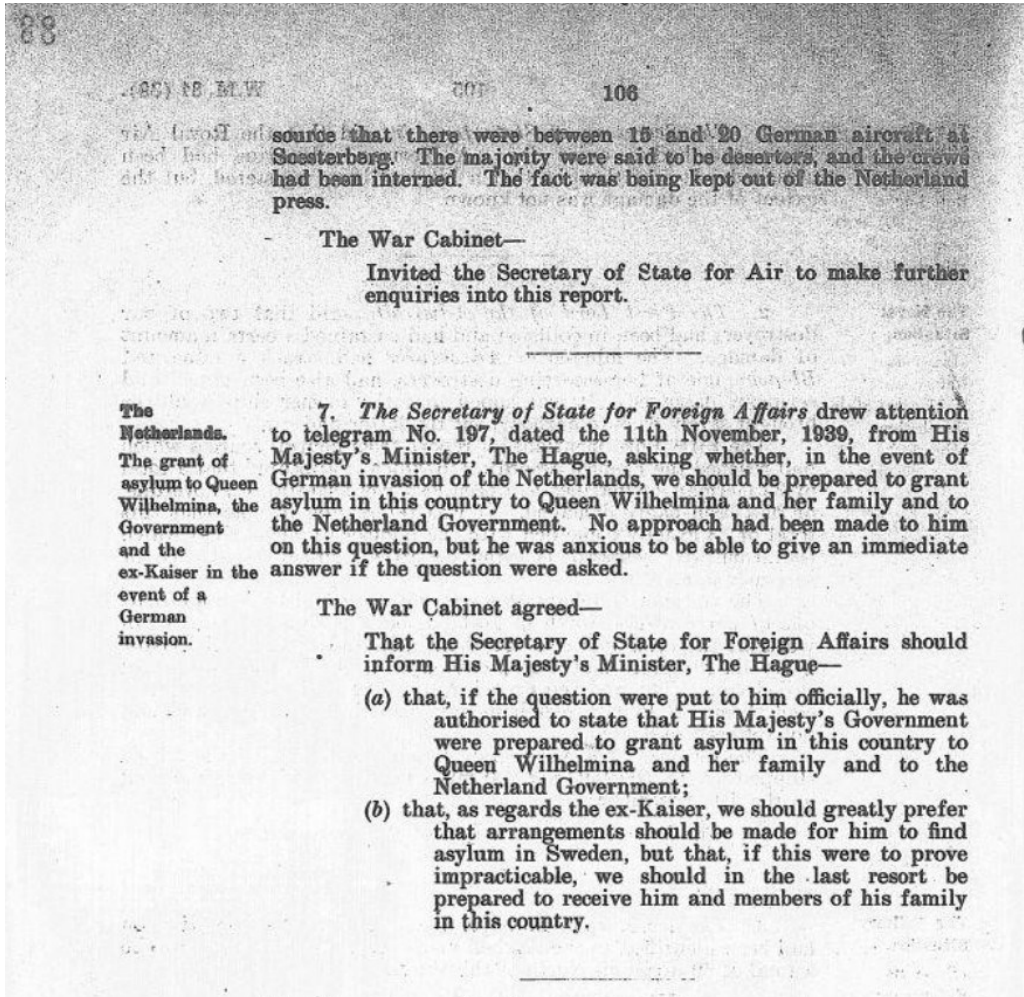 88
106
source that there were between 15 and 20 German aircraft at
Soesterberg. The majority were said to be deserters, and the crews
had been interned. The fact was being kept out of the Netherland
press.
The War Cabinet—
Invited the Secretary of State for Air to make further
enquiries into this report.
The
Netherlands.
The grant of
asylum to Queen
Wilhelmina, the
Government
and the
ex-Kaiser in the
event of a
German
invasion.
7. The Secretary of State for Foreign Affairs drew attention
to telegram No. 197, dated the 11th November, 1939, from His
Majesty's Minister, The Hague, asking whether, in the event of
German invasion of the Netherlands, we should be prepared to grant
asylum in this country to Queen Wilhelmina and her family and to
the Netherland Government. No approach had been made to him
on this question, but he was anxious to be able to give an immediate
answer if the question were asked.
The War Cabinet agreed—
That the Secretary of State for Foreign Affairs should
inform His Majesty's Minister, The Hague—
(a) that, if the question were put to him officially, he was
authorised to state that His Majesty's Government
were prepared to grant asylum in this country to
Queen Wilhelmina and her family and to the
Netherland Government;
(b) that, as regards the ex-Kaiser, we should greatly prefer
that arrangements should be made for him to find
asylum in Sweden, but that, if this were to prove
impracticable, we should in the last resort be
prepared to receive him and members of his family
in this country.